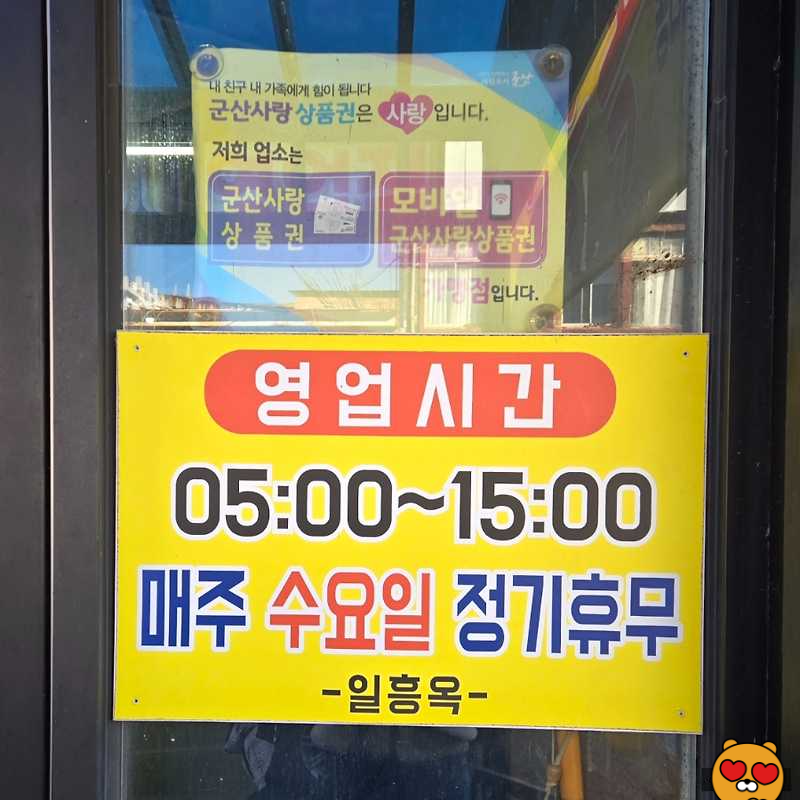 내 친구 내 가족에게 힘이 됩니다
군산사랑 상품권은 사랑 입니다.
저희 업소는
군산사랑
상품권
모바일
군산사랑상품권
가맹점입니다.
영업시간
05:00~15:00
매주 수요일 정기휴무
-일흥옥-